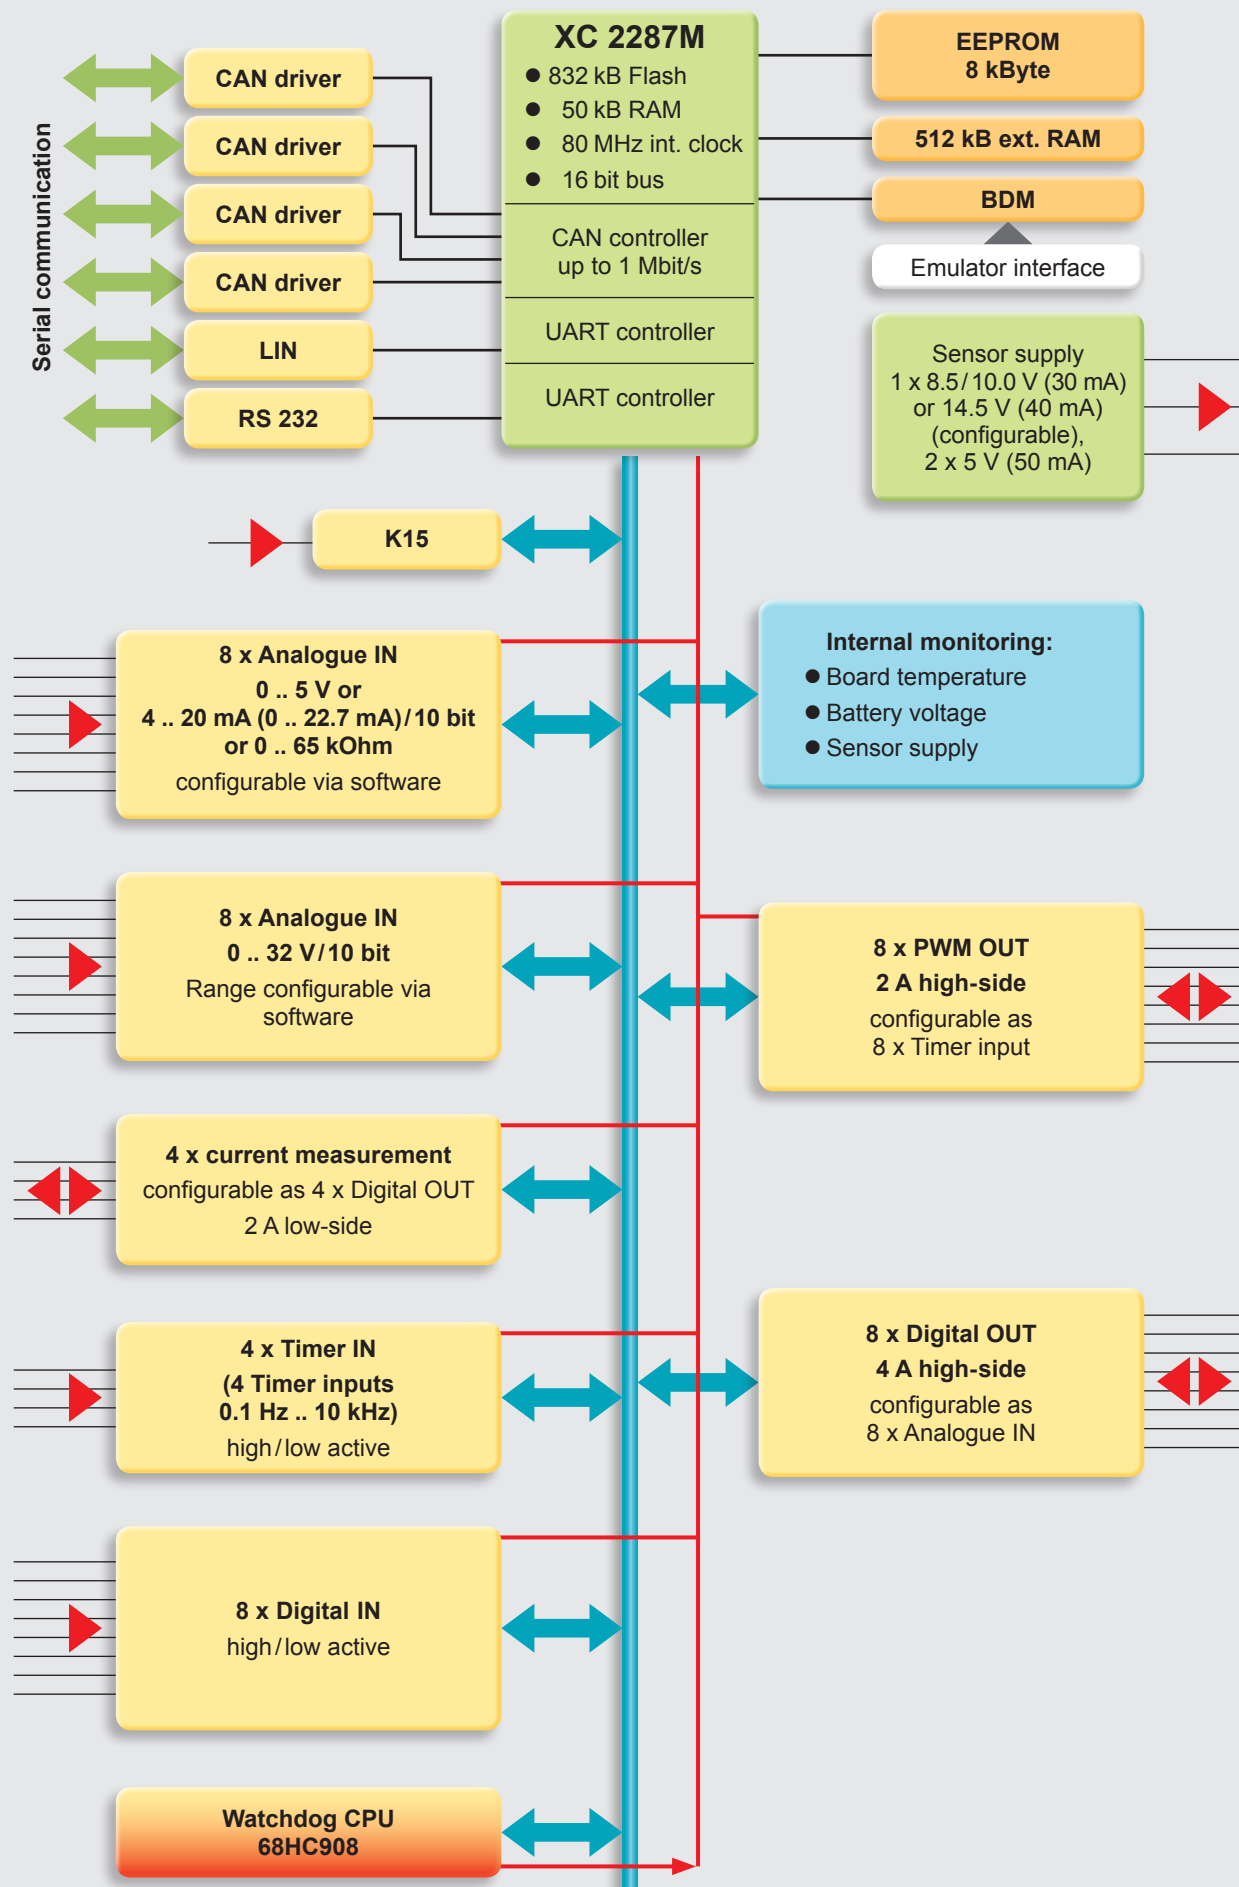 Serial communication
CAN driver
CAN driver
CAN driver
CAN driver
LIN
RS 232
XC 2287M
● 832 kB Flash
● 50 kB RAM
● 80 MHz int. clock
● 16 bit bus
CAN controller
up to 1 Mbit/s
UART controller
UART controller
EEPROM
8 kByte
512 kB ext. RAM
BDM
Emulator interface
Sensor supply
1 x 8.5/10.0 V (30 mA)
or 14.5 V (40 mA)
(configurable),
2 x 5 V (50 mA)
K15
8 x Analogue IN
0 .. 5 V or
4 .. 20 mA (0 .. 22.7 mA)/10 bit
or 0 .. 65 kOhm
configurable via software
Internal monitoring:
● Board temperature
● Battery voltage
● Sensor supply
8 x Analogue IN
0 .. 32 V/10 bit
Range configurable via
software
8 x PWM OUT
2 A high-side
configurable as
8 x Timer input
4 x current measurement
configurable as 4 x Digital OUT
2 A low-side
4 x Timer IN
(4 Timer inputs
0.1 Hz .. 10 kHz)
high/low active
8 x Digital OUT
4 A high-side
configurable as
8 x Analogue IN
8 x Digital IN
high/low active
Watchdog CPU
68HC908